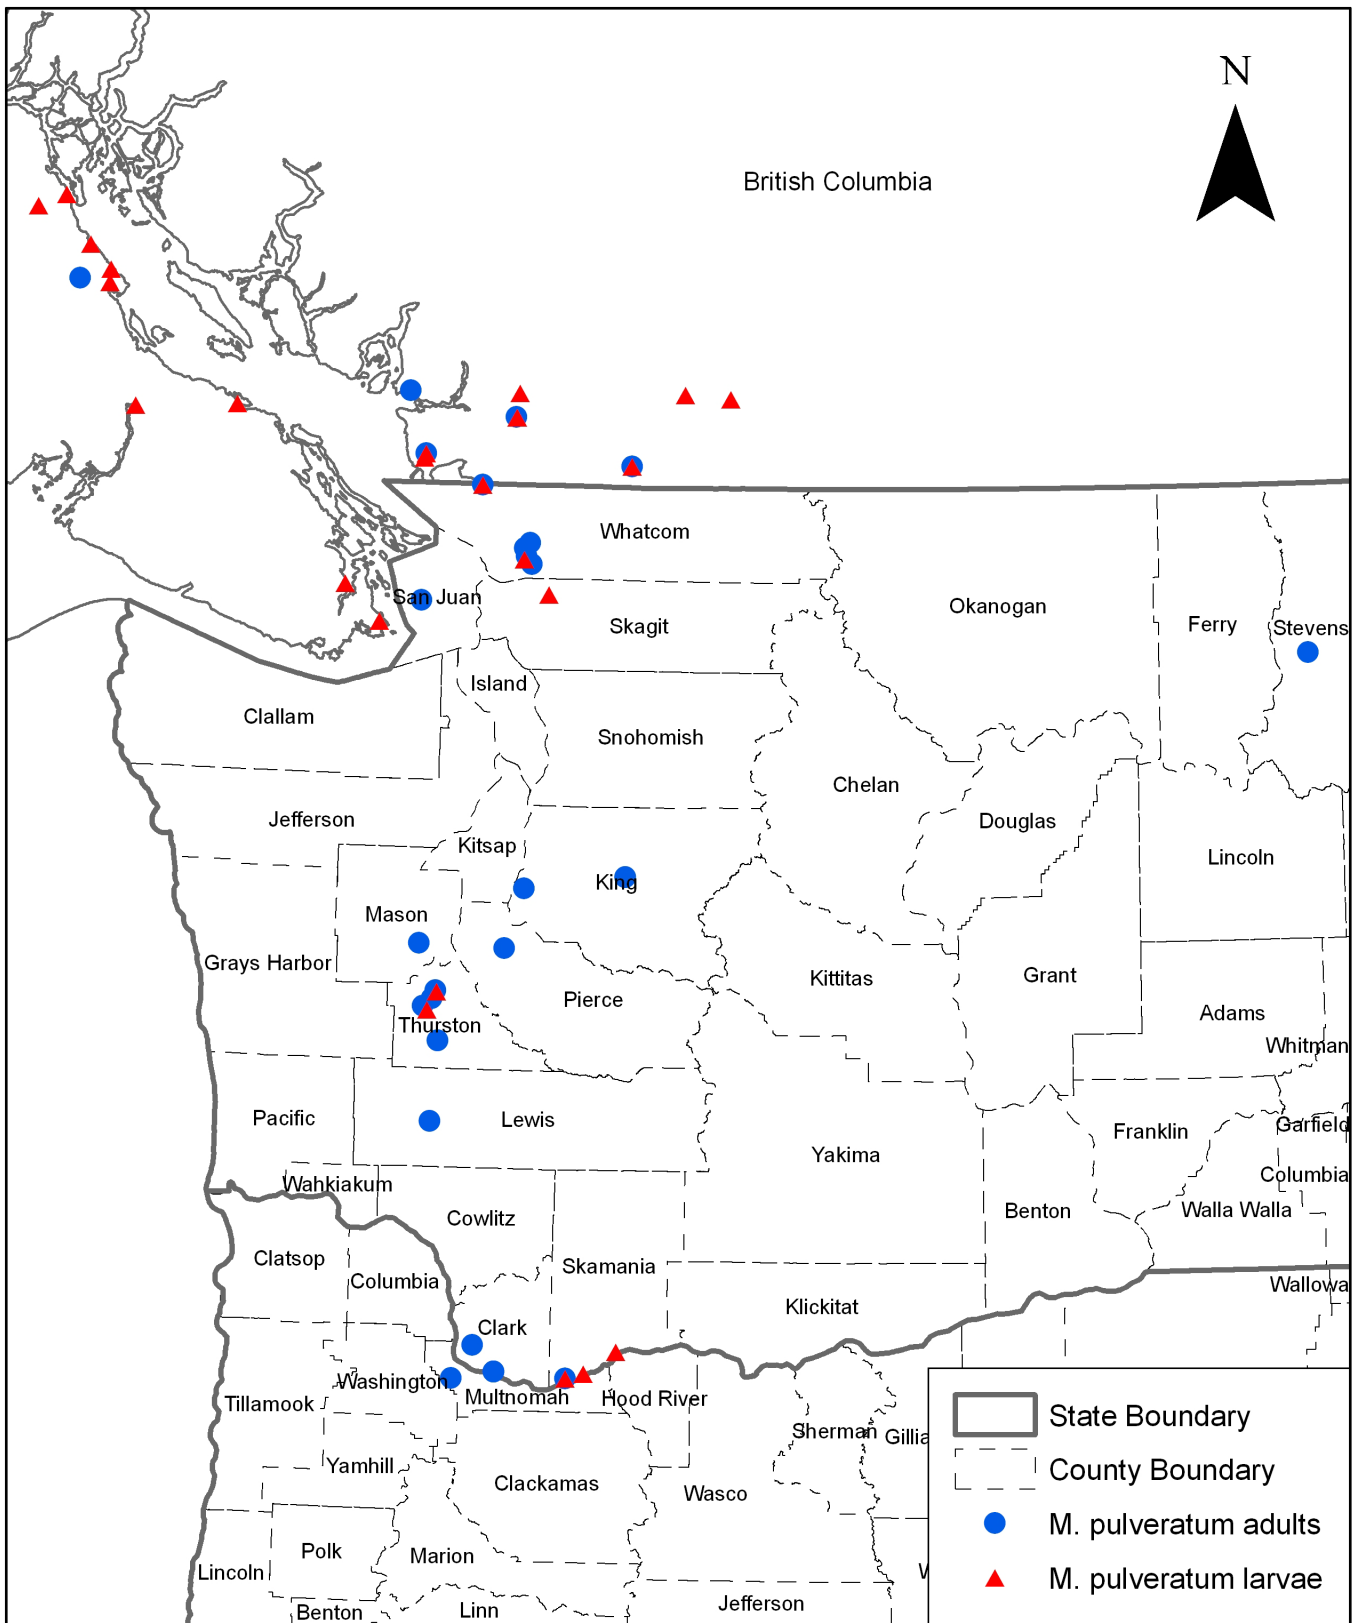 N
British Columbia
Whatcom
San Juan
Okanogan
Skagit
Ferry
Stevens
Island
Clallam
Snohomish
Chelan
Jefferson
Douglas
Kitsap
Lincoln
King
Mason
Grays Harbor
Kittitas
Grant
Pierce
Adams
Thurston
Whitman
Pacific
Lewis
Garfield
Franklin
Yakima
Columbia
Wahkiakum
Walla Walla
Benton
Cowlitz
Clatsop
Skamania
Columbia
Wallowa
Klickitat
Clark
Washington
Multnomah
Hood River
Tillamook
Sherman
Gillia
State Boundary
Yamhill
County Boundary
Clackamas
Wasco
M. pulveratum adults
Polk
Marion
Lincoln
W
M. pulveratum larvae
Jefferson
Benton
Linn